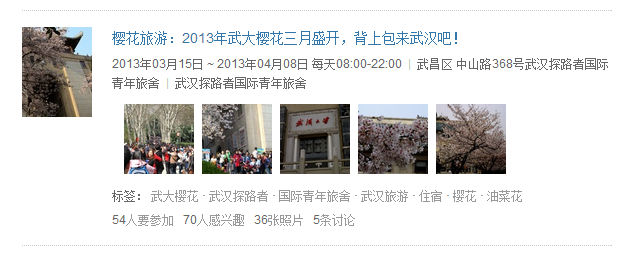 樱花旅游：2013年武大樱花三月盛开，背上包来武汉吧！
2013年03月15日 ~ 2013年04月08日 每天08:00-22:00 | 武昌区 中山路368号武汉探路者国际
青年旅舍 | 武汉探路者国际青年旅舍
武汉大学
标签： 武大樱花 · 武汉探路者 · 国际青年旅舍 · 武汉旅游 · 住宿 · 樱花 · 油菜花
54人要参加 70人感兴趣 36张照片 5条讨论